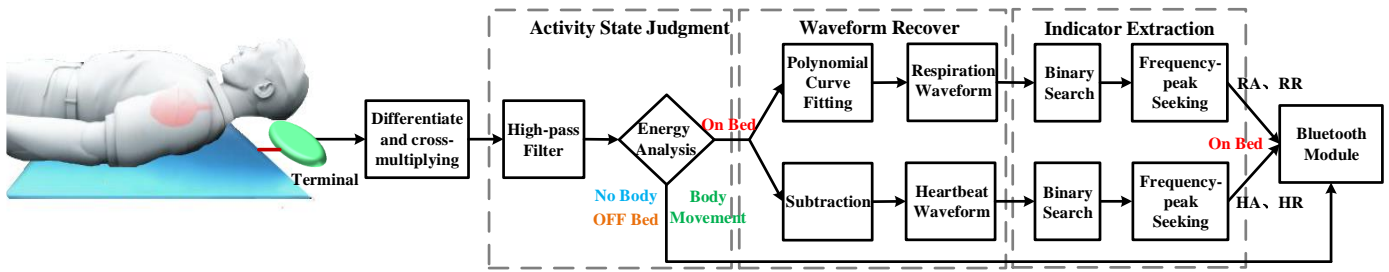 Activity State Judgment
Waveform Recover
Indicator Extraction
Terminal
Differentiate
and cross-
multiplying
High-pass
Filter
Energy
Analysis
On Bed
No Body
OFF Bed
Body
Movement
Polynomial
Curve
Fitting
Respiration
Waveform
Binary
Search
Frequency-
peak
Seeking
RA、RR
Subtraction
Heartbeat
Waveform
Binary
Search
Frequency-
peak
Seeking
HA、HR
On Bed
Bluetooth
Module